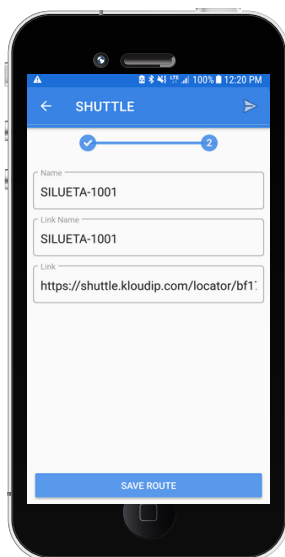 LTE 100% 12:20 PM
SHUTTLE
2
Name
SILUETA-1001
Link Name
SILUETA-1001
Link
https://shuttle.kloudip.com/locator/bf1
SAVE ROUTE